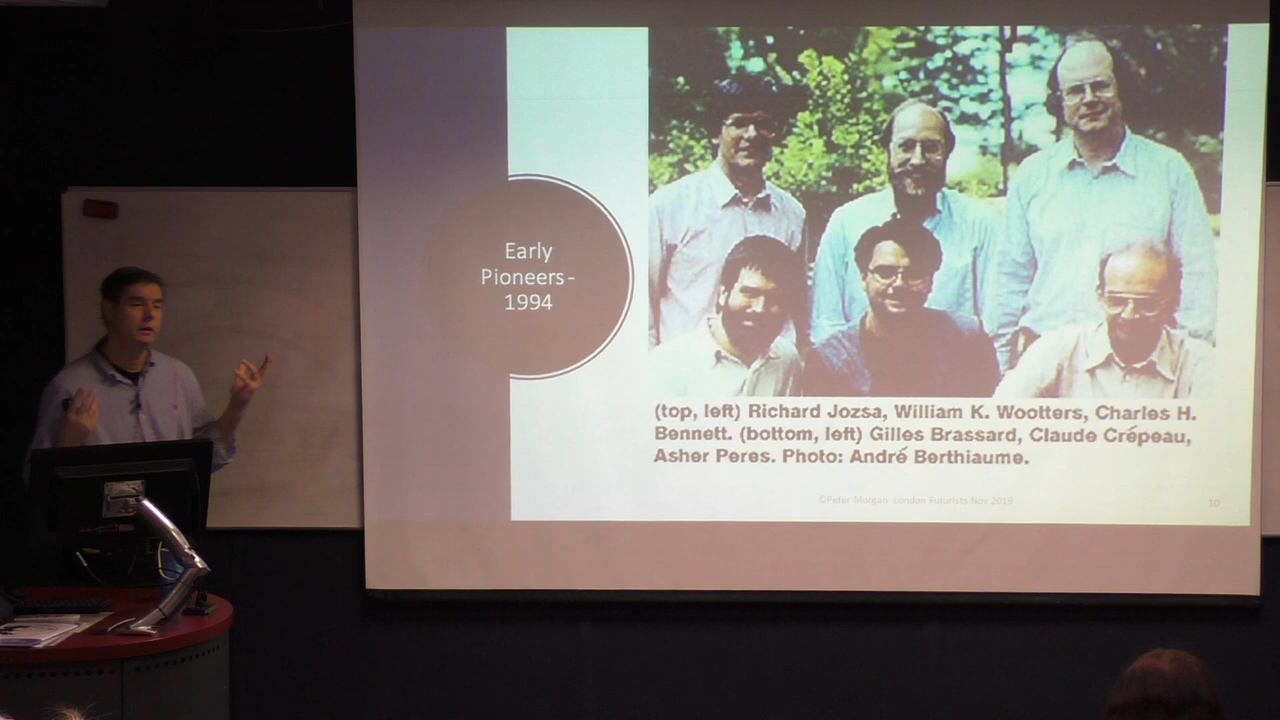 Early
Pioneers-
1994
(top, left) Richard Jozsa, William K. Wootters, Charles H.
Bennett. (bottom, left) Gilles Brassard, Claude Crépeau,
Asher Peres. Photo: André Berthiaume.
©Peter Morgan London Futurists Nov 2019
50